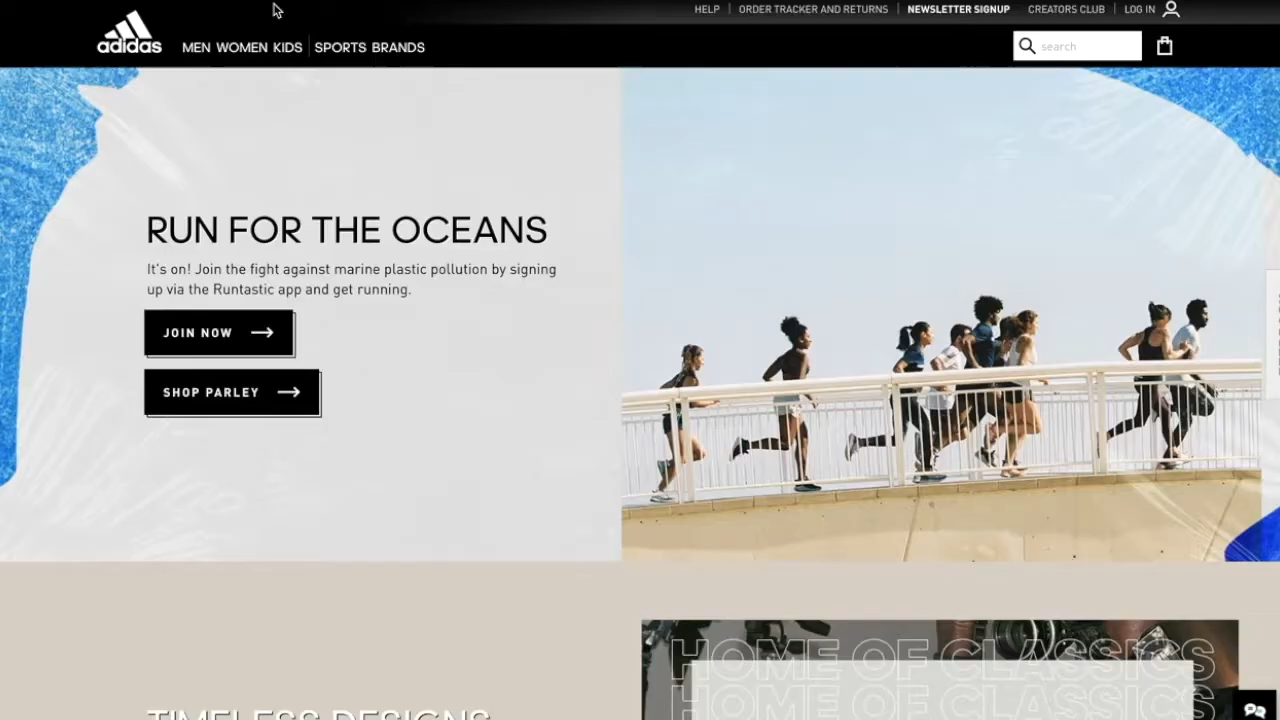 HELP
ORDER TRACKER AND RETURNS
NEWSLETTER SIGNUP
CREATORS CLUB
LOG IN
adidas
MEN WOMEN KIDS SPORTS BRANDS
search
RUN FOR THE OCEANS
It's on! Join the fight against marine plastic pollution by signing
up via the Runtastic app and get running.
JOIN NOW
SHOP PARLEY
HOME OF CLASSICS
HOME OF CLASSICS
TIMELESS DESIGNS